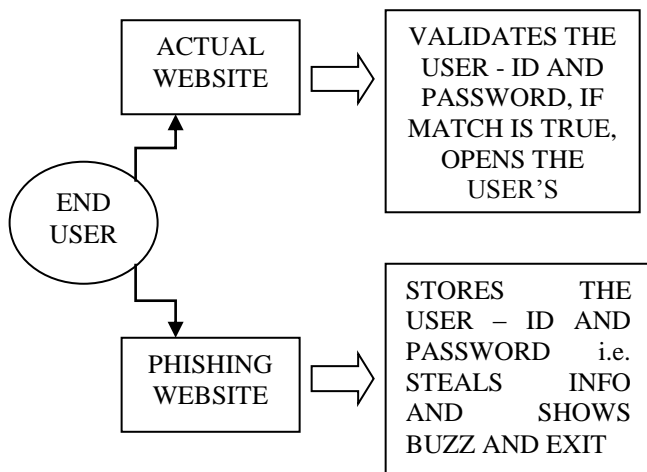 ACTUAL
WEBSITE
VALIDATES THE
USER - ID AND
PASSWORD, IF
MATCH IS TRUE,
OPENS THE
USER’S
END
USER
PHISHING
WEBSITE
STORES THE
USER – ID AND
PASSWORD i.e.
STEALS INFO
AND SHOWS
BUZZ AND EXIT